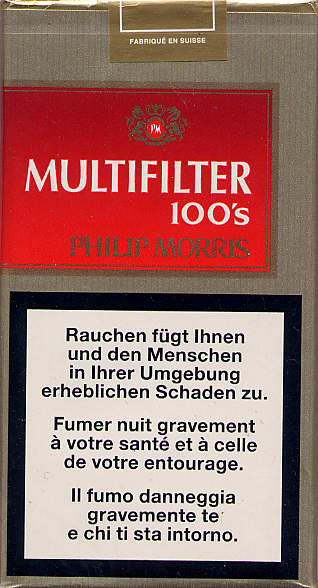 FABRIQUÉ EN SUISSE
PM
MULTIFILTER
100's
PHILIP MORRIS
Rauchen fügt Ihnen
und den Menschen
in Ihrer Umgebung
erheblichen Schaden zu.
Fumer nuit gravement
à votre santé et à celle
de votre entourage.
Il fumo danneggia
gravemente te
e chi ti sta intorno.